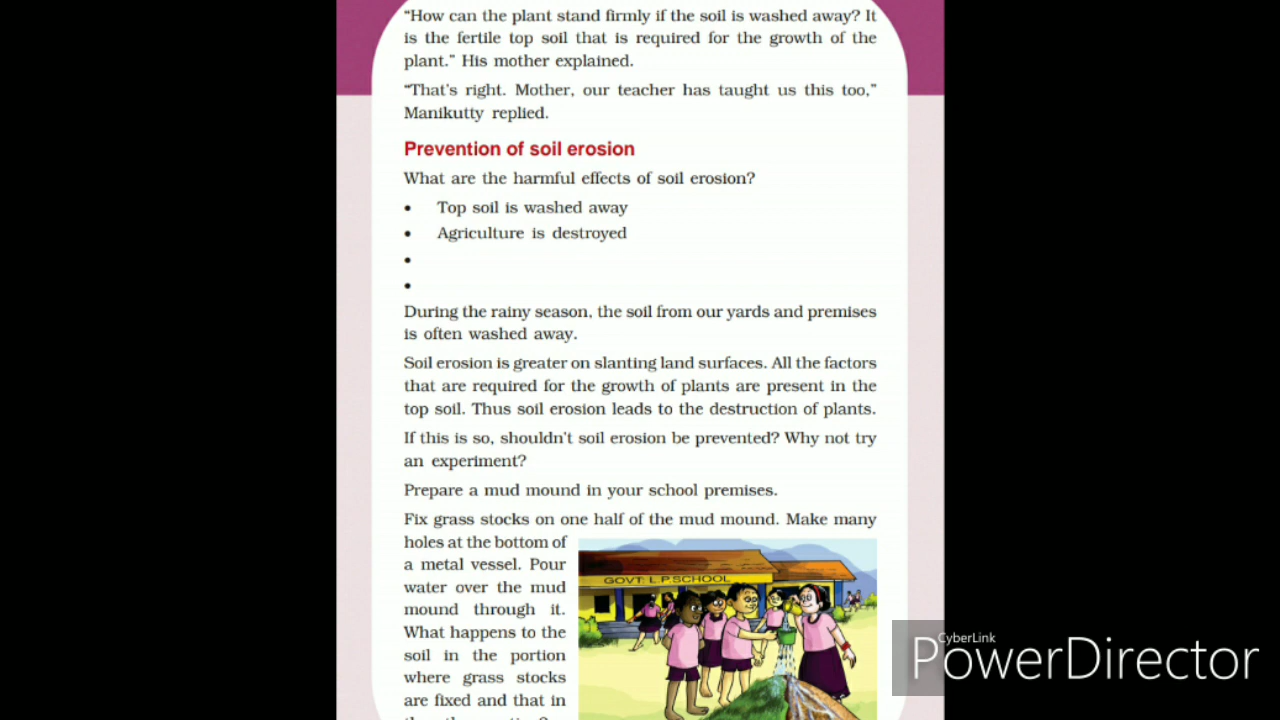 “How can the plant stand firmly if the soil is washed away? It
is the fertile top soil that is required for the growth of the
plant.” His mother explained.
“That’s right. Mother, our teacher has taught us this too,”
Manikutty replied.
Prevention of soil erosion
What are the harmful effects of soil erosion?
• Top soil is washed away
• Agriculture is destroyed
•
•
During the rainy season, the soil from our yards and premises
is often washed away.
Soil erosion is greater on slanting land surfaces. All the factors
that are required for the growth of plants are present in the
top soil. Thus soil erosion leads to the destruction of plants.
If this is so, shouldn’t soil erosion be prevented? Why not try
an experiment?
Prepare a mud mound in your school premises.
Fix grass stocks on one half of the mud mound. Make many
holes at the bottom of
a metal vessel. Pour
water over the mud
mound through it.
What happens to the
soil in the portion
where grass stocks
are fixed and that in
GOVT: L.P.SCHOOL
CyberLink
PowerDirector